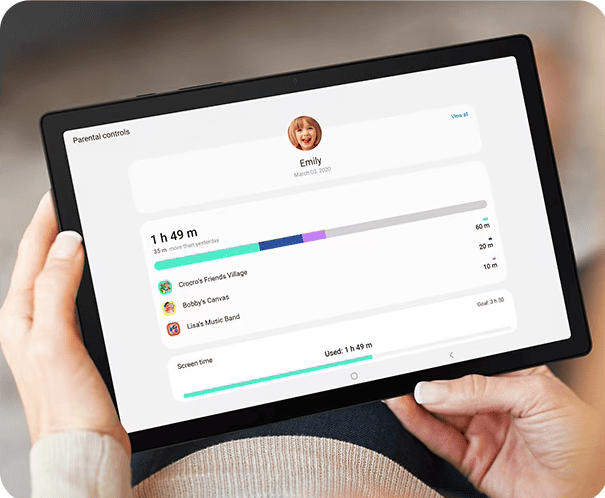 Parental controls
View all
Emily
March 03, 2020
1 h 49 m
35 m more than yesterday
Crocro's Friends Village
60 m
Bobby's Canvas
20 m
Lisa's Music Band
10 m
Screen time
Used: 1 h 49 m
Goal: 3 h 30